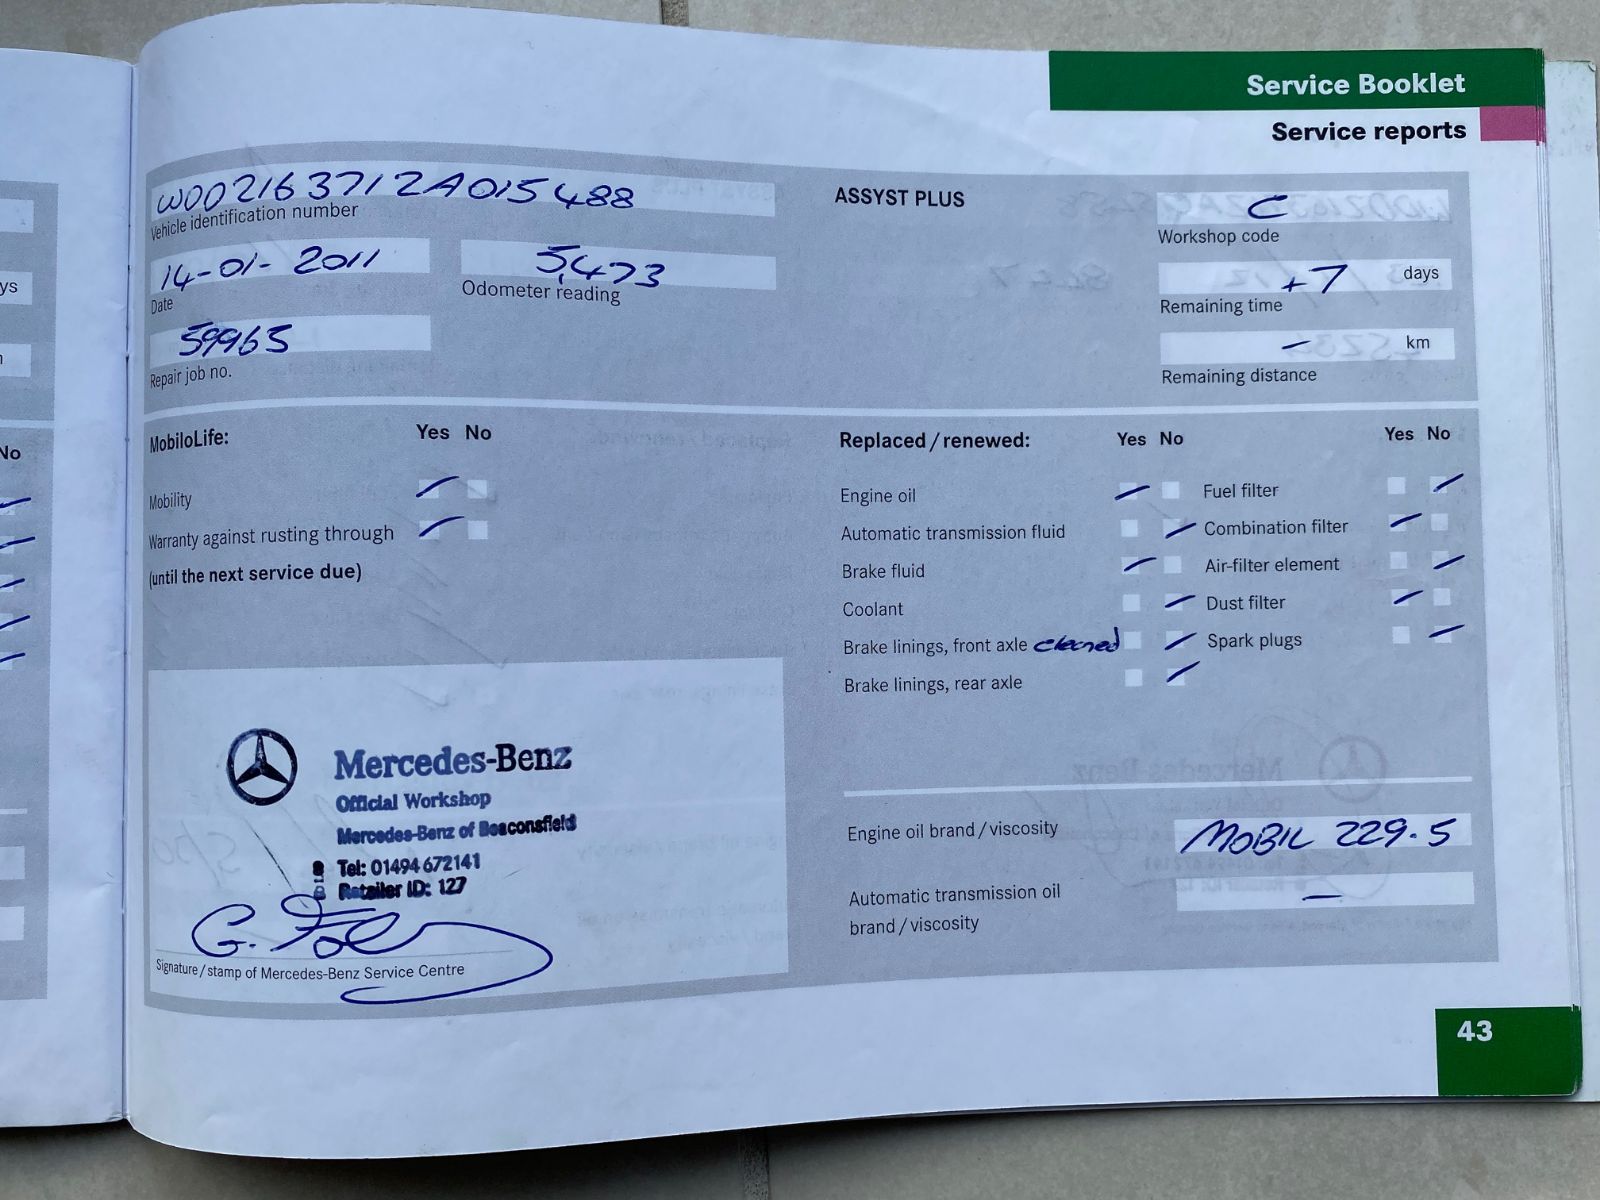 Service Booklet
Service reports
WDD2163712A015488
Vehicle identification number
14-01-2011
Date
5,473
Odometer reading
59965
Repair job no.
ASSYST PLUS
C
Workshop code
+7 days
Remaining time
- km
Remaining distance
MobiloLife: Yes No
Mobility
Warranty against rusting through
(until the next service due)
Replaced / renewed: Yes No Yes No
Engine oil Fuel filter
Automatic transmission fluid Combination filter
Brake fluid Air-filter element
Coolant Dust filter
Brake linings, front axle cleaned Spark plugs
Brake linings, rear axle
Mercedes-Benz
Official Workshop
Mercedes-Benz of Beaconsfield
Tel: 01494 672141
Retailer ID: 127
Signature / stamp of Mercedes-Benz Service Centre
Engine oil brand / viscosity MOBIL 229.5
Automatic transmission oil -
brand / viscosity
43
No